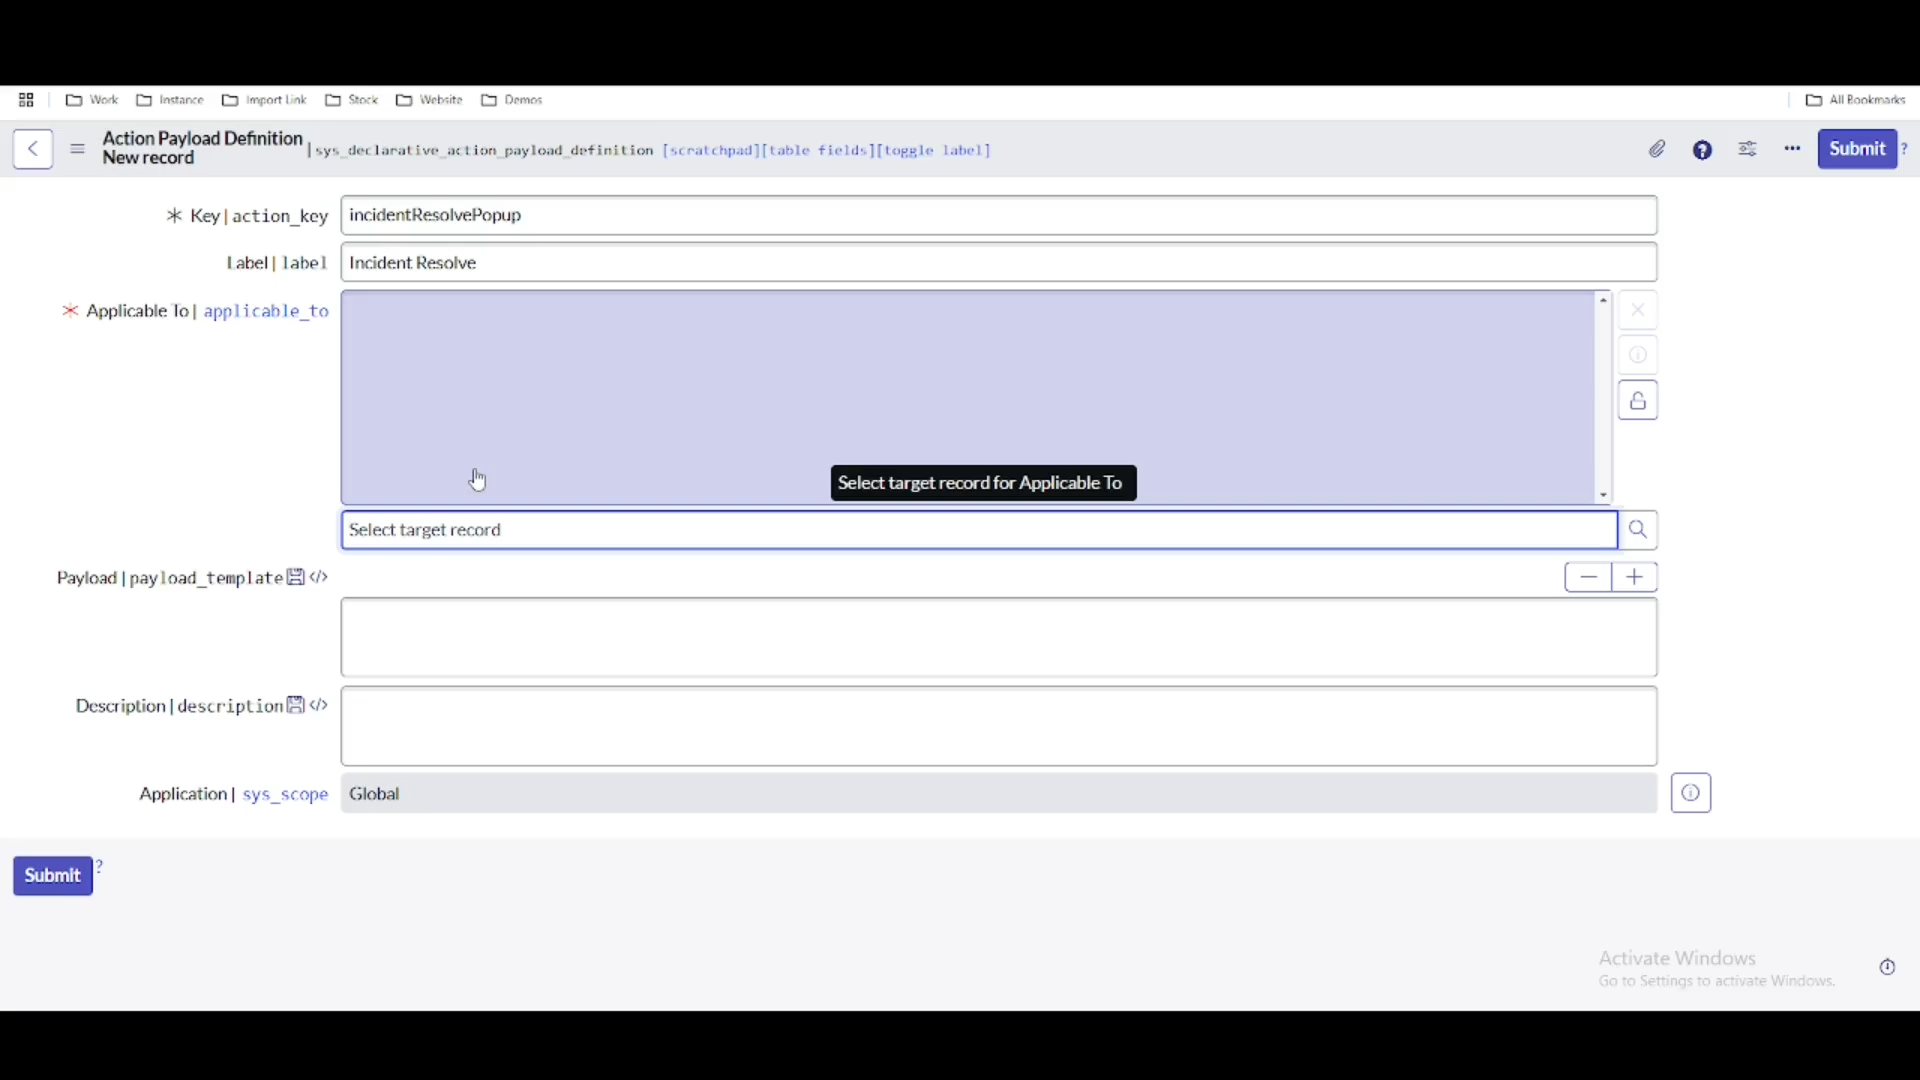 Work Instance Import Link Stock Website Demos All Bookmarks
Action Payload Definition
New record
|sys_declarative_action_payload_definition [scratchpad][table fields][toggle label]
Submit ?
* Key|action_key incidentResolvePopup
Label|label Incident Resolve
* Applicable To|applicable_to
Select target record for Applicable To
Select target record
Payload|payload_template </>
Description|description </>
Application|sys_scope Global
Submit ?
Activate Windows
Go to Settings to activate Windows.